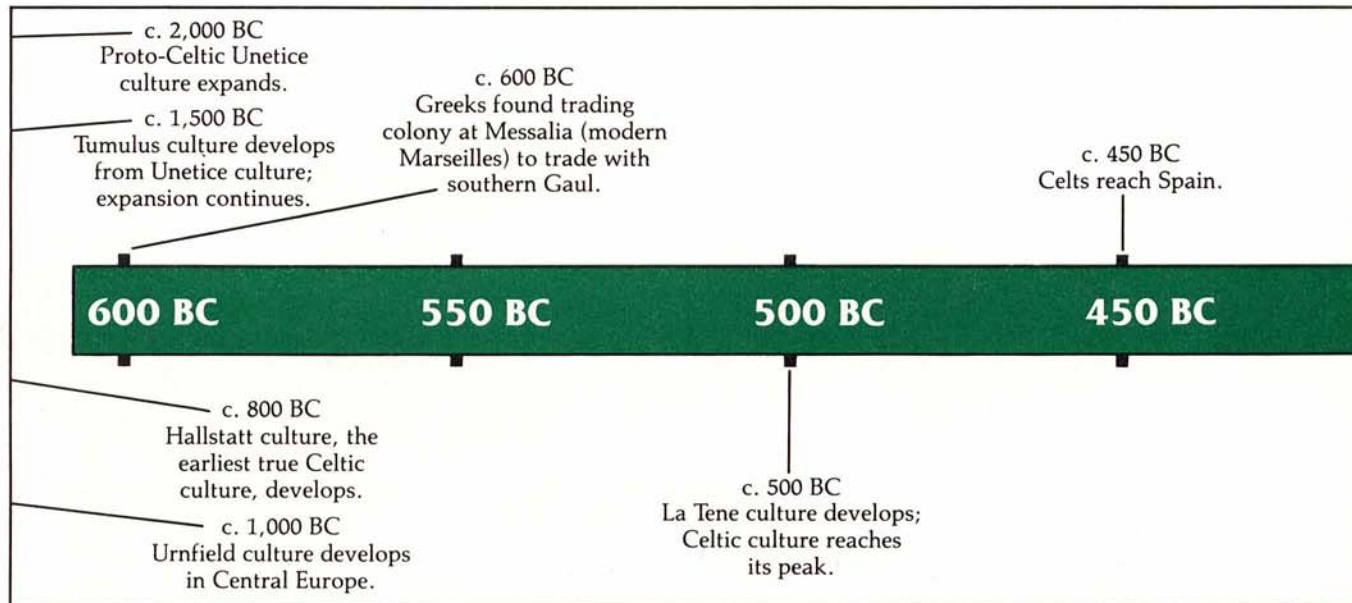 c. 2,000 BC
Proto-Celtic Unetice
culture expands.
c. 1,500 BC
Tumulus culture develops
from Unetice culture;
expansion continues.
c. 600 BC
Greeks found trading
colony at Messalia (modern
Marseilles) to trade with
southern Gaul.
c. 450 BC
Celts reach Spain.
600 BC
550 BC
500 BC
450 BC
c. 800 BC
Hallstatt culture, the
earliest true Celtic
culture, develops.
c. 1,000 BC
Urnfield culture develops
in Central Europe.
c. 500 BC
La Tene culture develops;
Celtic culture reaches
its peak.